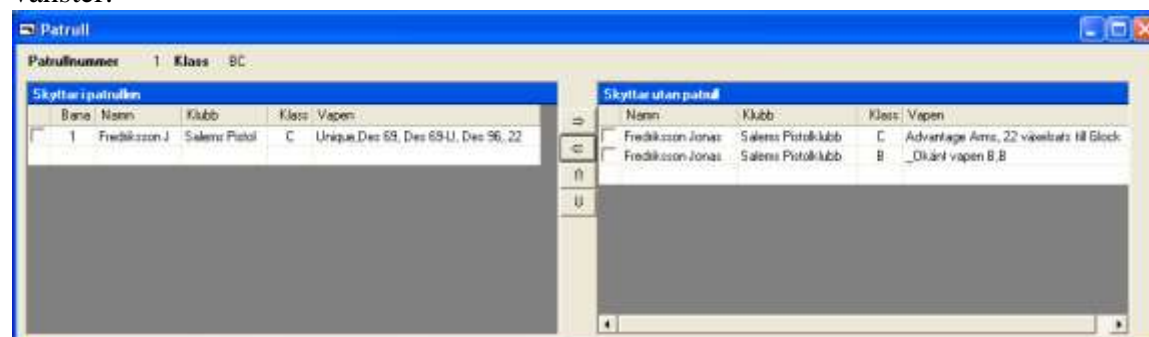 vänster.
Patrull
Patrullnummer 1 Klass BC
Skyttar i patrullen
Bana Namn Klubb Klass Vapen
1 Fredriksson J Salems Pistol C Unique,Des 69, Des 69-U, Des 96, 22
Skyttar utan patrull
Namn Klubb Klass Vapen
Fredriksson Jonas Salems Pistolklubb C Advantage Arms, 22 växelsats till Glock
Fredriksson Jonas Salems Pistolklubb B _Okänt vapen B,B